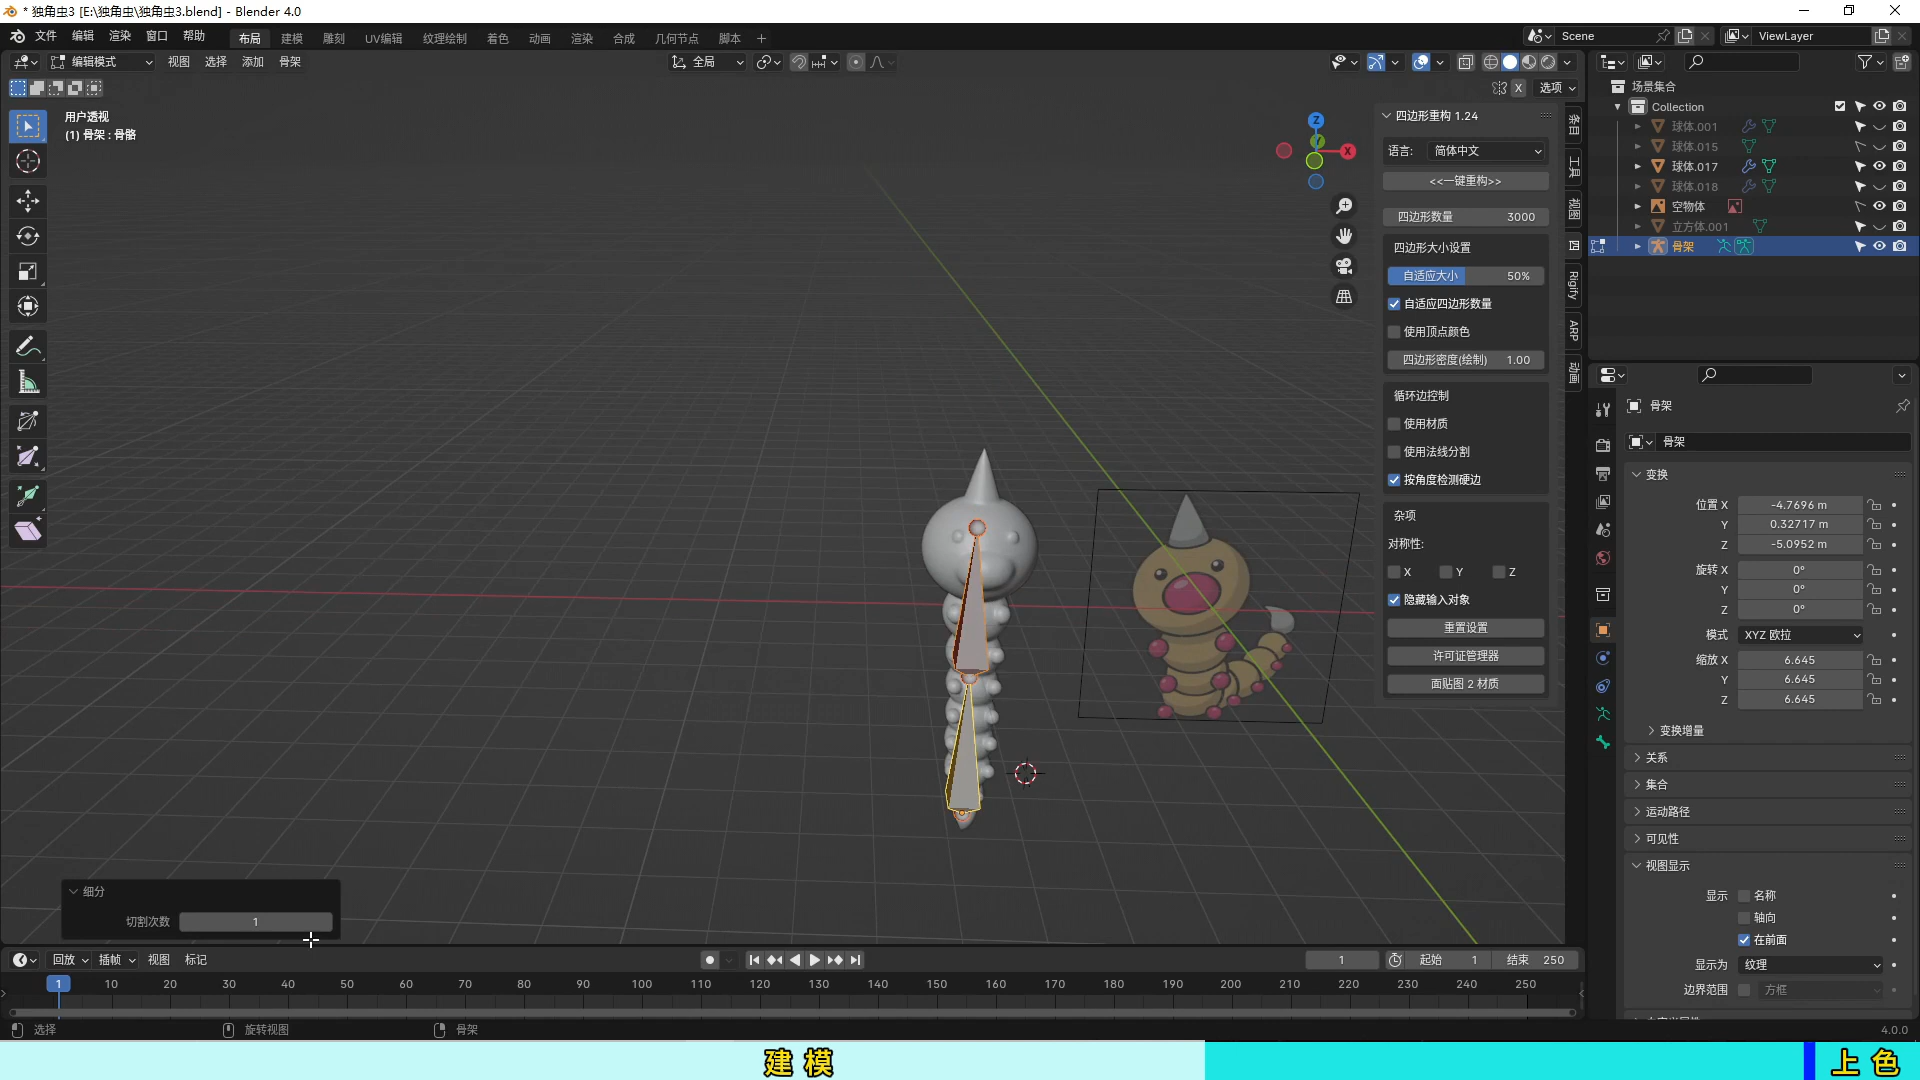 * 独角虫3 [E:\独角虫\独角虫3.blend] - Blender 4.0
文件 编辑 渲染 窗口 帮助 布局 建模 雕刻 UV编辑 纹理绘制 着色 动画 渲染 合成 几何节点 脚本 + Scene ViewLayer
编辑模式 视图 选择 添加 骨架 全局
X 选项
用户透视
(1) 骨架 : 骨骼
Z
Y
X
四边形重构 1.24
语言: 简体中文
<<一键重构>>
四边形数量 3000
四边形大小设置
自适应大小 50%
自适应四边形数量
使用顶点颜色
四边形密度(绘制) 1.00
循环边控制
使用材质
使用法线分割
按角度检测硬边
杂项
对称性:
X Y Z
隐藏输入对象
重置设置
许可证管理器
面贴图 2 材质
条目
工具
视图
四
Rigify
ARP
动画
场景集合
Collection
球体.001
球体.015
球体.017
球体.018
空物体
立方体.001
骨架
骨架
骨架
变换
位置 X -4.7696 m
Y 0.32717 m
Z -5.0952 m
旋转 X 0°
Y 0°
Z 0°
模式 XYZ 欧拉
缩放 X 6.645
Y 6.645
Z 6.645
变换增量
关系
集合
运动路径
可见性
视图显示
显示 名称
轴向
在前面
显示为 纹理
边界范围 方框
细分
切割次数 1
回放 插帧 视图 标记 1 起始 1 结束 250
1 10 20 30 40 50 60 70 80 90 100 110 120 130 140 150 160 170 180 190 200 210 220 230 240 250
选择 旋转视图 骨架 4.0.0
建模 上色